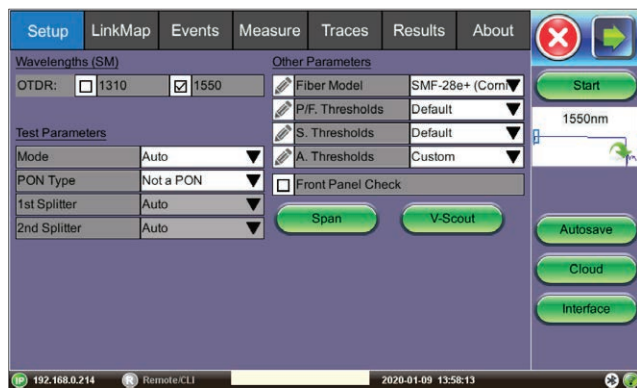 Setup LinkMap Events Measure Traces Results About
Wavelengths (SM)
OTDR: 1310 1550
Test Parameters
Mode Auto
PON Type Not a PON
1st Splitter Auto
2nd Splitter Auto
Other Parameters
Fiber Model SMF-28e+ (Corni
P/F. Thresholds Default
S. Thresholds Default
A. Thresholds Custom
Front Panel Check
Span V-Scout
Start
1550nm
Autosave
Cloud
Interface
IP 192.168.0.214 R Remote/CLI 2020-01-09 13:58:13